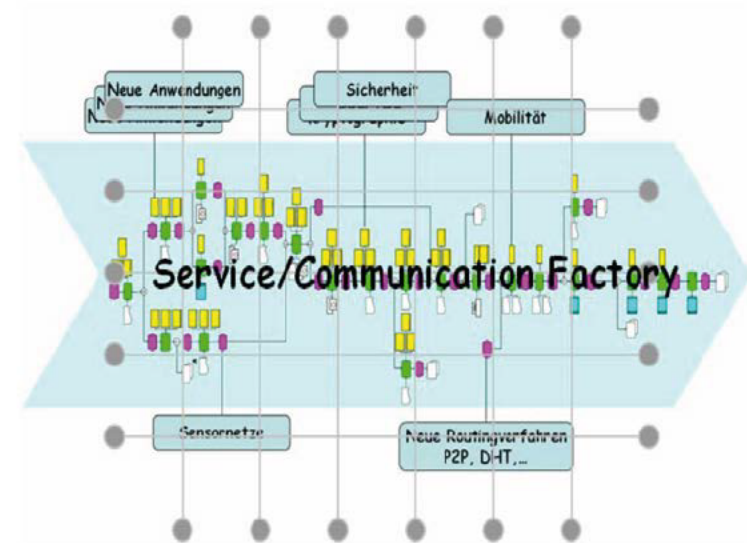 Neue Anwendungen
Sicherheit
Mobilität
Service/Communication Factory
Sensornetze
Neue Routingverfahren
P2P, DHT,...